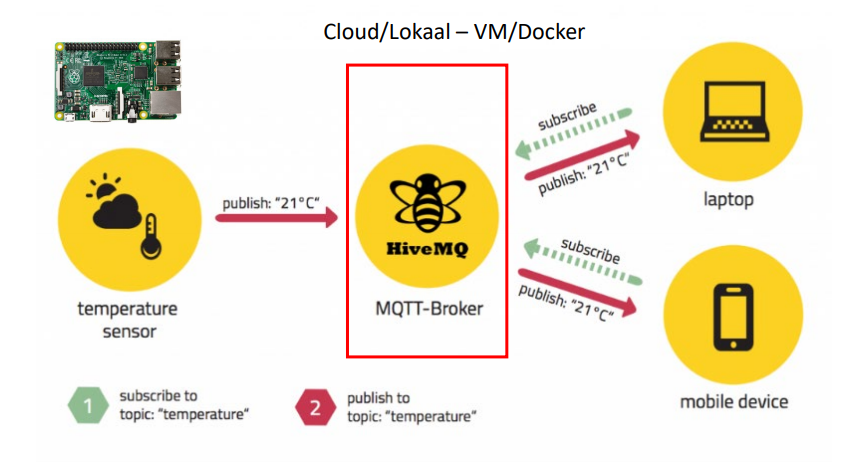 Cloud/Lokaal – VM/Docker
subscribe
publish: "21°C"
publish: "21°C"
HiveMQ
laptop
subscribe
publish: "21°C"
temperature
sensor
MQTT-Broker
mobile device
1
subscribe to
topic: "temperature"
2
publish to
topic: "temperature"